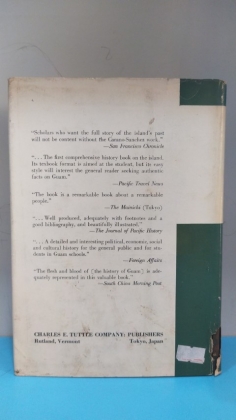 "Scholars who want the full story of the island's past
will not be content without the Carano-Sanchez work."
—San Francisco Chronicle
"... The first comprehensive history book on the island.
Its textbook format is aimed at the student, but its easy
style will interest the general reader seeking authentic
facts on Guam."
—Pacific Travel News
"The book is a remarkable book about a remarkable
people."
—The Mainichi (Tokyo)
"... Well produced, adequately with footnotes and a
good bibliography, and beautifully illustrated."
—The Journal of Pacific History
"... A detailed and interesting political, economic, social
and cultural history for the general public and for stu-
dents in Guam schools."
—Foreign Affairs
"The flesh and blood of ['the history of Guam'] is ade-
quately represented in this valuable book."
—South China Morning Post
CHARLES E. TUTTLE COMPANY: PUBLISHERS
Rutland, Vermont Tokyo, Japan